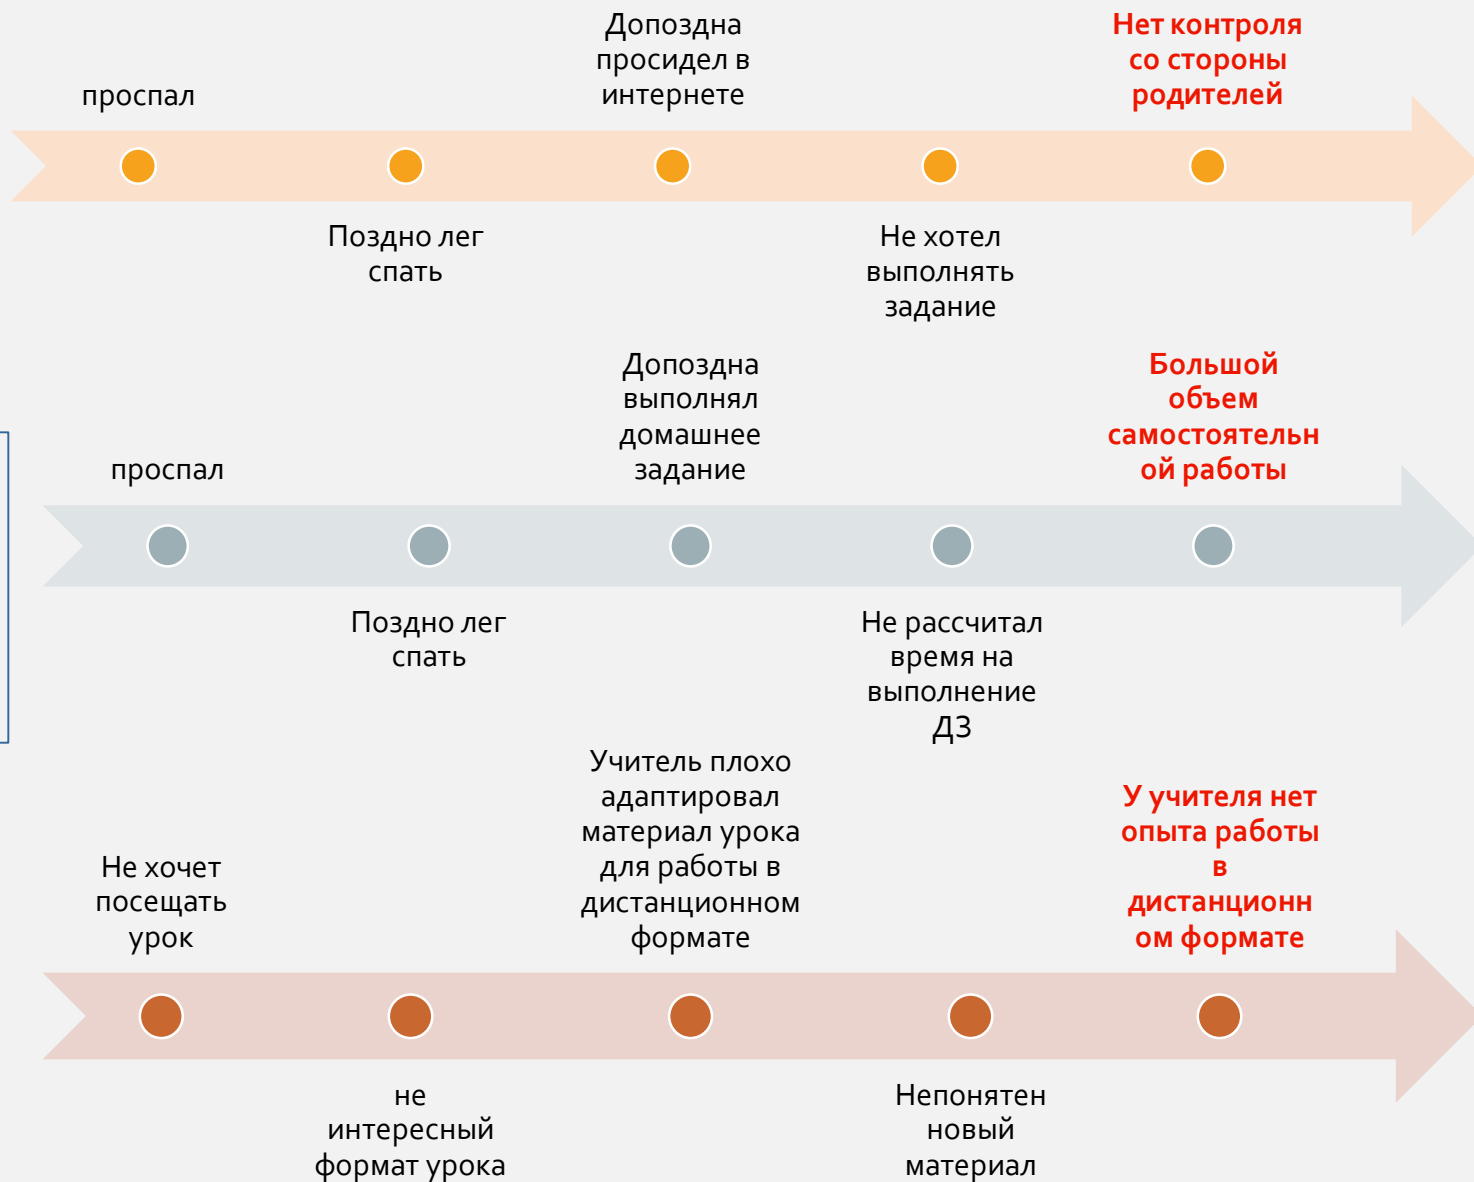 проспал
Поздно лег
спать
Допоздна
просидел в
интернете
Не хотел
выполнять
задание
Нет контроля
со стороны
родителей
проспал
Поздно лег
спать
Допоздна
выполнял
домашнее
задание
Не рассчитал
время на
выполнение
ДЗ
Большой
объем
самостоятельн
ой работы
Не хочет
посещать
урок
не
интересный
формат урока
Учитель плохо
адаптировал
материал урока
для работы в
дистанционном
формате
Непонятен
новый
материал
У учителя нет
опыта работы
в
дистанционн
ом формате